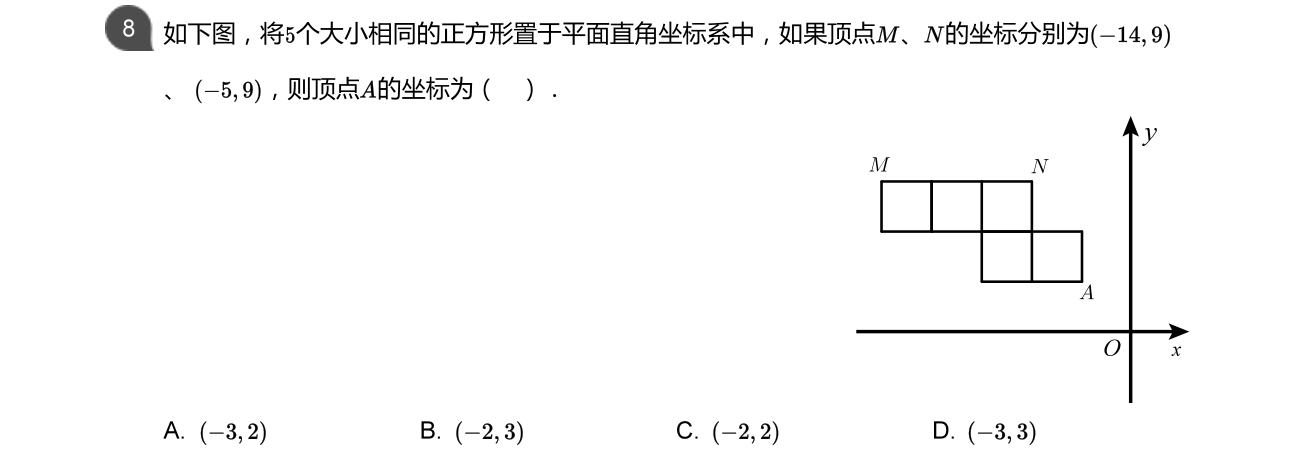 8 如下图，将5个大小相同的正方形置于平面直角坐标系中，如果顶点M、N的坐标分别为(−14, 9)
、(−5, 9)，则顶点A的坐标为（ ）.
y
M N
A
O x
A. (−3, 2) B. (−2, 3) C. (−2, 2) D. (−3, 3)